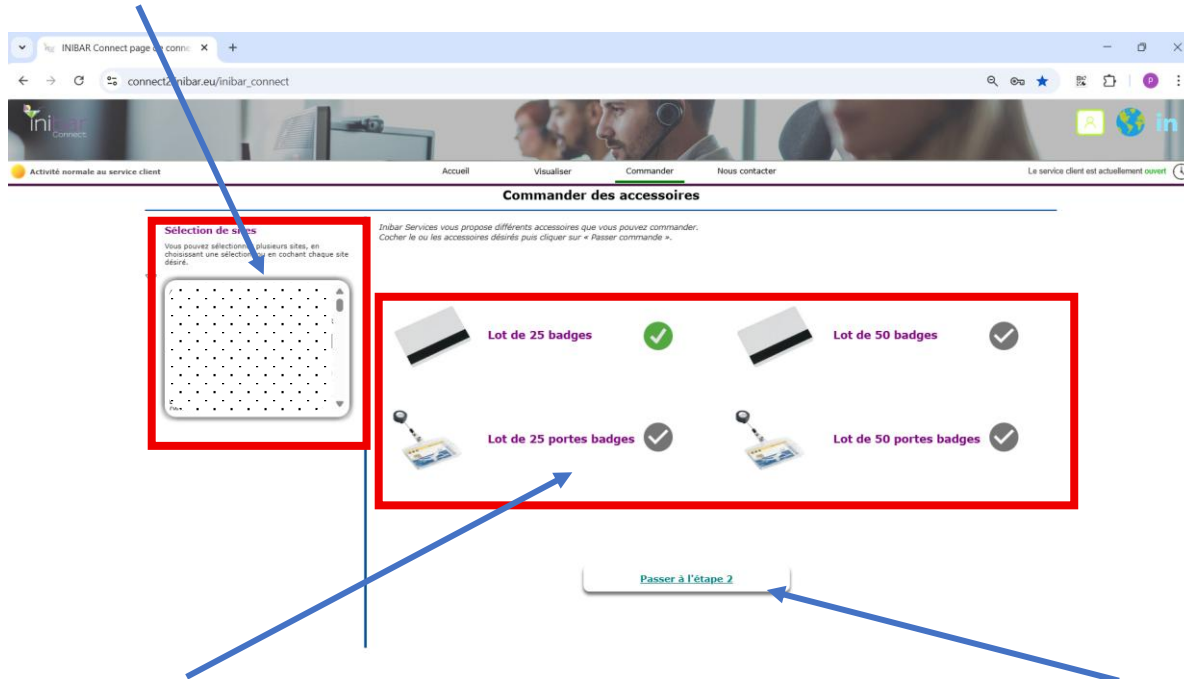 INIBAR Connect page de conne
connect2.inibar.eu/inibar_connect
P
inibar
Connect
in
Activité normale au service client
Accueil
Visualiser
Commander
Nous contacter
Le service client est actuellement ouvert
Commander des accessoires
Sélection de sites
Vous pouvez sélectionner plusieurs sites, en
choisissant une sélection ou en cochant chaque site
désiré.
Inibar Services vous propose différents accessoires que vous pouvez commander.
Cocher le ou les accessoires désirés puis cliquer sur « Passer commande ».
Lot de 25 badges
Lot de 50 badges
Lot de 25 portes badges
Lot de 50 portes badges
Passer à l'étape 2